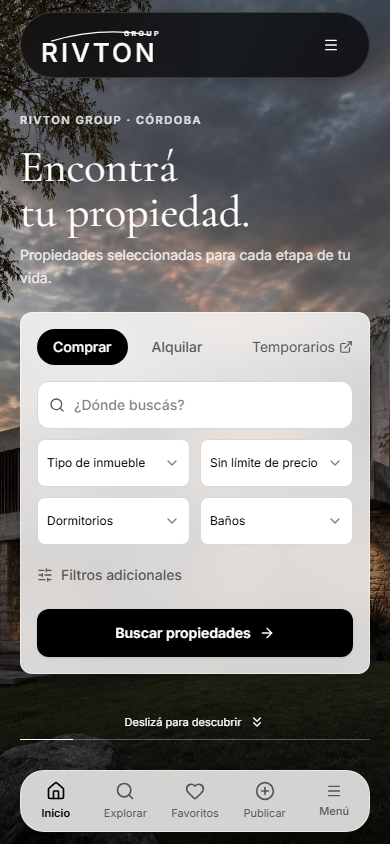 GROUP
RIVTON
RIVTON GROUP · CÓRDOBA
Encontrá
tu propiedad.
Propiedades seleccionadas para cada etapa de tu
vida.
Comprar Alquilar Temporarios
¿Dónde buscás?
Tipo de inmueble Sin límite de precio
Dormitorios Baños
Filtros adicionales
Buscar propiedades
Deslizá para descubrir
Inicio Explorar Favoritos Publicar Menú